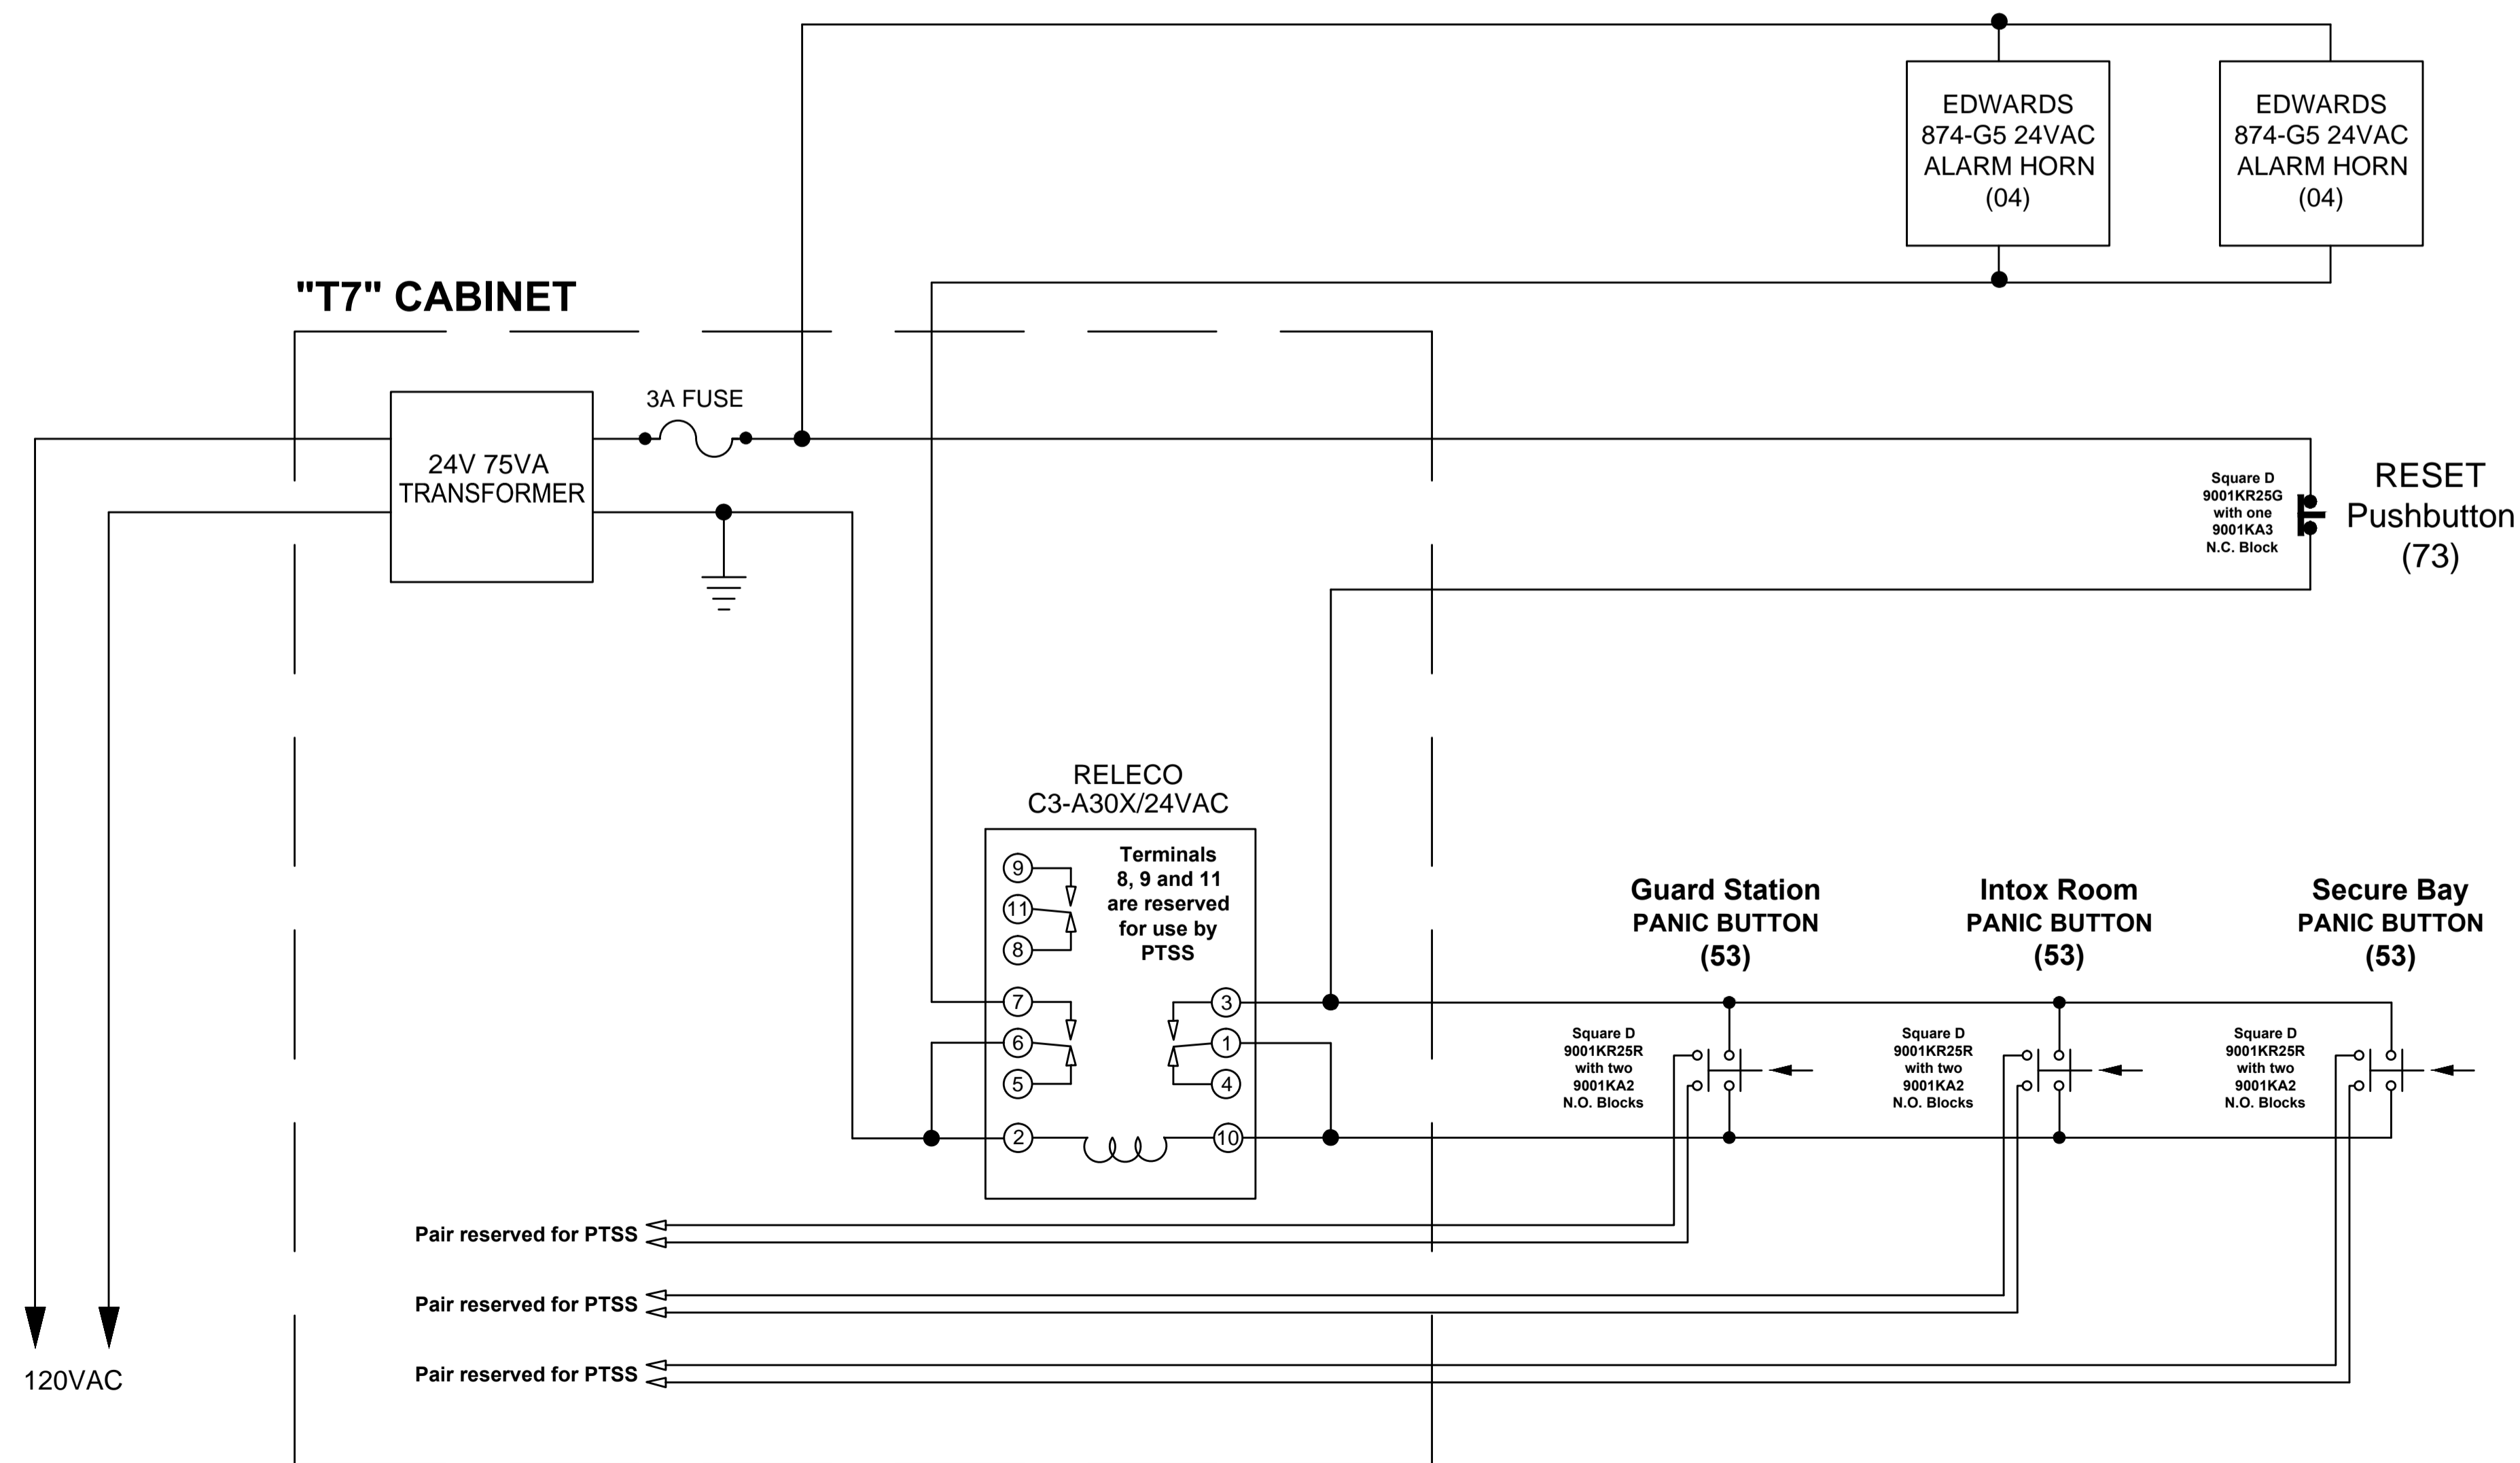 EDWARDS
874-G5 24VAC
ALARM HORN
(04)
EDWARDS
874-G5 24VAC
ALARM HORN
(04)
"T7" CABINET
3A FUSE
24V 75VA
TRANSFORMER
Square D
9001KR25G
with one
9001KA3
N.C. Block
RESET
Pushbutton
(73)
RELECO
C3-A30X/24VAC
Terminals
8, 9 and 11
are reserved
for use by
PTSS
9
11
8
7
6
5
2
3
1
4
10
Guard Station
PANIC BUTTON
(53)
Intox Room
PANIC BUTTON
(53)
Secure Bay
PANIC BUTTON
(53)
Square D
9001KR25R
with two
9001KA2
N.O. Blocks
Square D
9001KR25R
with two
9001KA2
N.O. Blocks
Square D
9001KR25R
with two
9001KA2
N.O. Blocks
Pair reserved for PTSS
Pair reserved for PTSS
Pair reserved for PTSS
120VAC